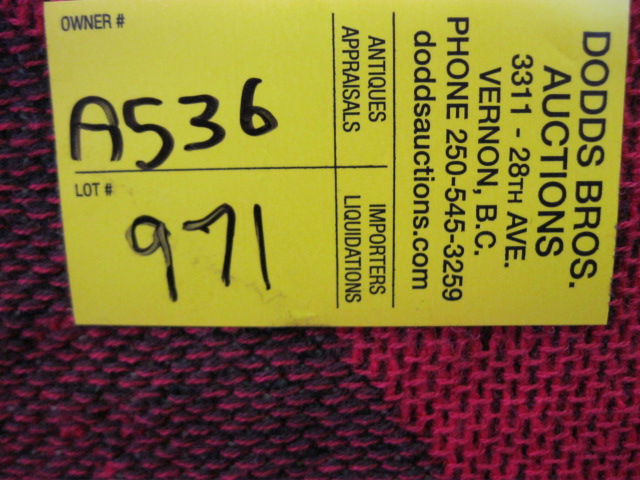 OWNER #
A536
LOT #
971
ANTIQUES
APPRAISALS
IMPORTERS
LIQUIDATIONS
DODDS BROS.
AUCTIONS
3311 - 28TH AVE.
VERNON, B.C.
PHONE 250-545-3259
doddsauctions.com